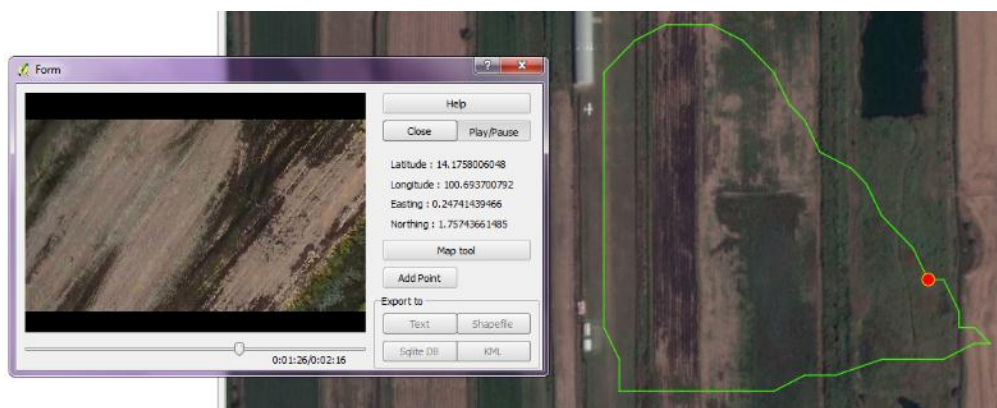 Form
Help
Close
Play/Pause
Latitude : 14.1758006048
Longitude : 100.693700792
Easting : 0.24741439466
Northing : 1.75743661485
Map tool
Add Point
Export to
Text
Shapefile
Sqlite DB
KML
0:01:26/0:02:16